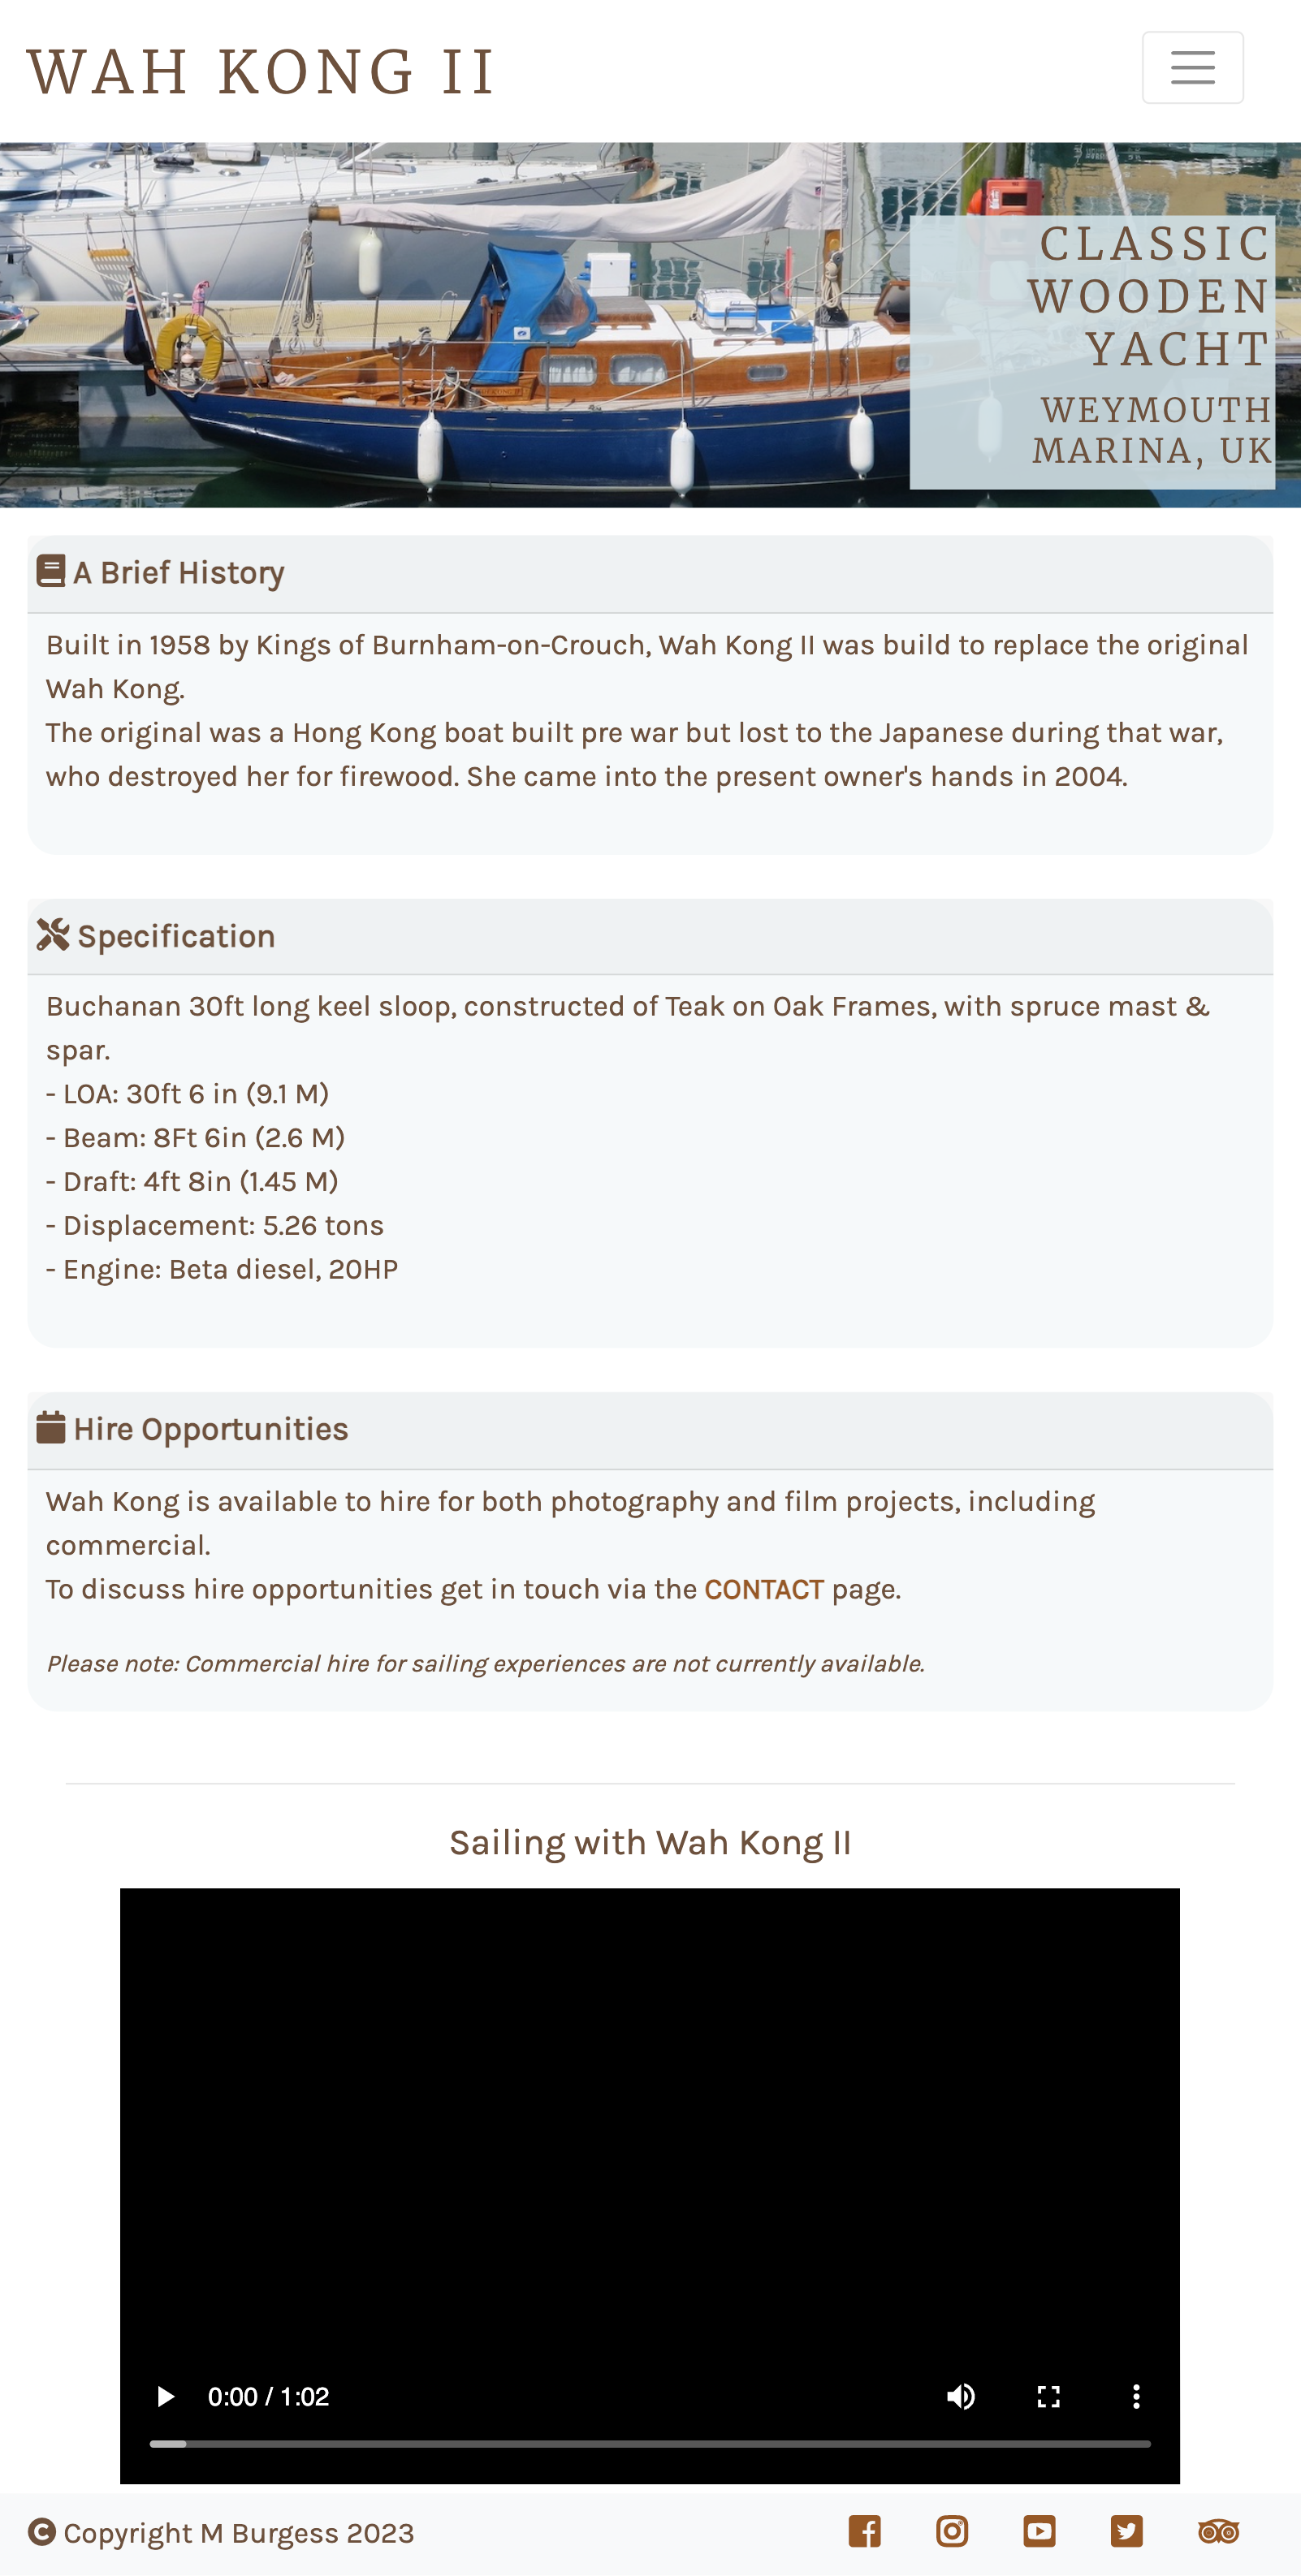 WAH KONG II
CLASSIC
WOODEN
YACHT
WEYMOUTH
MARINA, UK
A Brief History
Built in 1958 by Kings of Burnham-on-Crouch, Wah Kong II was build to replace the original
Wah Kong.
The original was a Hong Kong boat built pre war but lost to the Japanese during that war,
who destroyed her for firewood. She came into the present owner's hands in 2004.
Specification
Buchanan 30ft long keel sloop, constructed of Teak on Oak Frames, with spruce mast &
spar.
- LOA: 30ft 6 in (9.1 M)
- Beam: 8Ft 6in (2.6 M)
- Draft: 4ft 8in (1.45 M)
- Displacement: 5.26 tons
- Engine: Beta diesel, 20HP
Hire Opportunities
Wah Kong is available to hire for both photography and film projects, including
commercial.
To discuss hire opportunities get in touch via the CONTACT page.
Please note: Commercial hire for sailing experiences are not currently available.
Sailing with Wah Kong II
0:00 / 1:02
Copyright M Burgess 2023